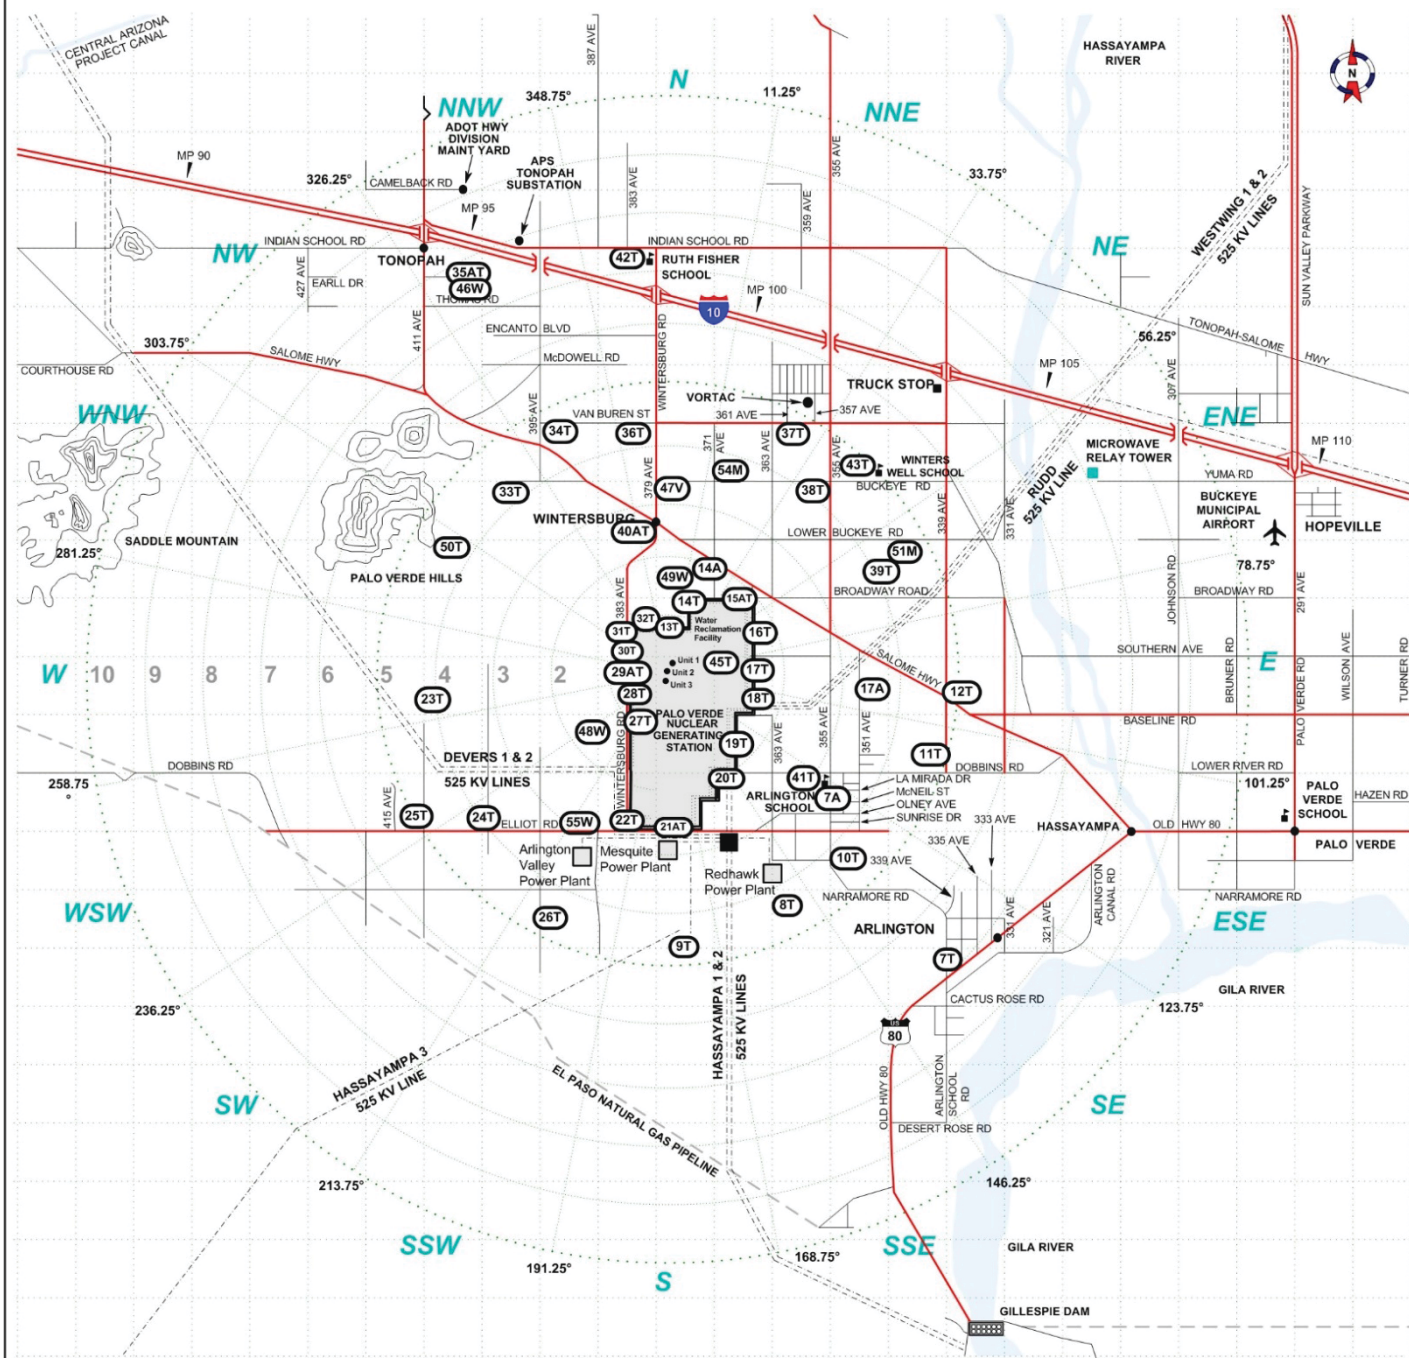 CENTRAL ARIZONA
PROJECT CANAL
387 AVE
N
348.75°
11.25°
NNW
NNE
HASSAYAMPA
RIVER
N
ADOT HWY
DIVISION
MAINT YARD
APS
TONOPAH
SUBSTATION
MP 90
326.25°
CAMELBACK RD
MP 95
383 AVE
359 AVE
355 AVE
33.75°
WESTWING 1 & 2
525 KV LINES
SUN VALLEY PARKWAY
NW
INDIAN SCHOOL RD
INDIAN SCHOOL RD
NE
TONOPAH
42T
RUTH FISHER
SCHOOL
427 AVE
EARLL DR
35AT
46W
THOMAS RD
MP 100
10
411 AVE
ENCANTO BLVD
WINTERSBURG RD
TONOPAH-SALOME HWY
303.75°
56.25°
SALOME HWY
McDOWELL RD
COURTHOUSE RD
MP 105
307 AVE
TRUCK STOP
VORTAC
361 AVE
357 AVE
WNW
ENE
395 AVE
VAN BUREN ST
34T
36T
371
AVE
363 AVE
37T
355 AVE
MICROWAVE
RELAY TOWER
MP 110
43T
WINTERS
WELL SCHOOL
54M
YUMA RD
BUCKEYE RD
33T
379 AVE
47V
38T
339 AVE
331 AVE
RUDD
525 KV LINE
BUCKEYE
MUNICIPAL
AIRPORT
HOPEVILLE
WINTERSBURG
40AT
LOWER BUCKEYE RD
281.25°
SADDLE MOUNTAIN
50T
51M
78.75°
PALO VERDE HILLS
49W
14A
39T
JOHNSON RD
383 AVE
14T
15AT
BROADWAY ROAD
BROADWAY RD
291 AVE
32T
13T
Water
Reclamation
Facility
31T
16T
30T
Unit 1
SOUTHERN AVE
W
10
9
8
7
6
5
4
3
2
29AT
Unit 2
45T
17T
SALOME HWY
E
BRUNER RD
PALO VERDE RD
WILSON AVE
TURNER RD
Unit 3
28T
17A
12T
23T
18T
27T
PALO VERDE
NUCLEAR
GENERATING
STATION
BASELINE RD
48W
WINTERSBURG RD
19T
363 AVE
355 AVE
351 AVE
DEVERS 1 & 2
525 KV LINES
11T
DOBBINS RD
DOBBINS RD
LOWER RIVER RD
258.75
°
20T
41T
LA MIRADA DR
101.25°
ARLINGTON
SCHOOL
7A
McNEIL ST
PALO
VERDE
SCHOOL
HAZEN RD
415 AVE
OLNEY AVE
25T
24T
ELLIOT RD
55W
22T
21AT
SUNRISE DR
333 AVE
HASSAYAMPA
OLD HWY 80
335 AVE
PALO VERDE
Arlington
Valley
Power Plant
Mesquite
Power Plant
10T
339 AVE
Redhawk
Power Plant
ARLINGTON
CANAL RD
NARRAMORE RD
NARRAMORE RD
WSW
26T
8T
ESE
ARLINGTON
331 AVE
321 AVE
9T
7T
HASSAYAMPA 1 & 2
525 KV LINES
GILA RIVER
CACTUS ROSE RD
236.25°
123.75°
80
HASSAYAMPA 3
525 KV LINE
EL PASO NATURAL GAS PIPELINE
OLD HWY 80
ARLINGTON
SCHOOL
RD
SW
SE
DESERT ROSE RD
213.75°
146.25°
SSW
SSE
GILA RIVER
191.25°
168.75°
S
GILLESPIE DAM